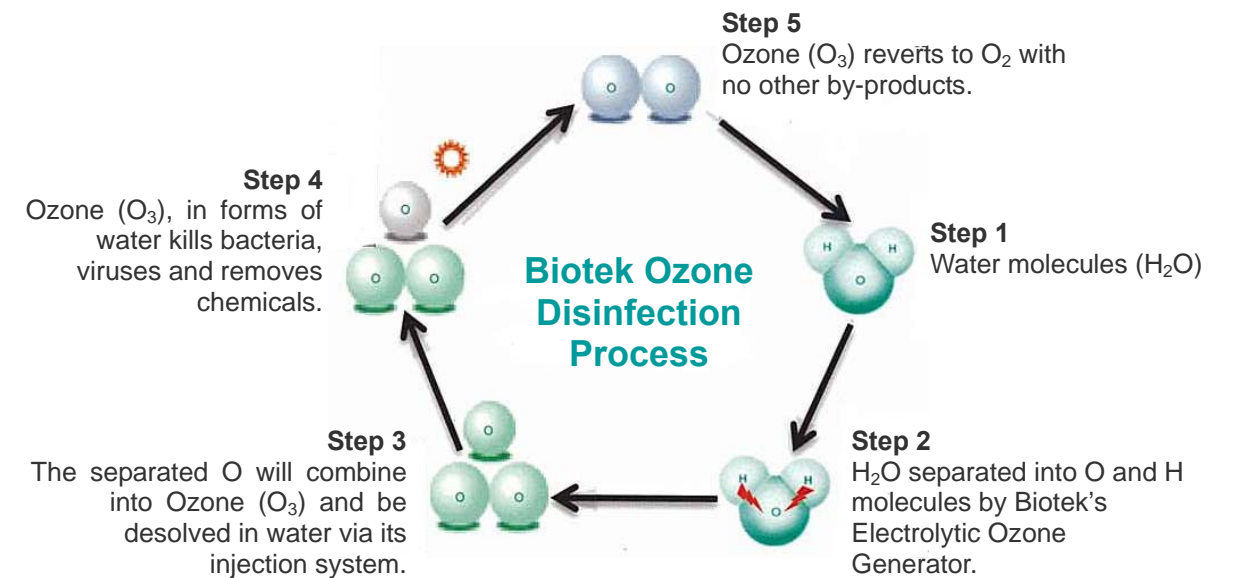 Biotek Ozone
Disinfection
Process
Step 1
Water molecules (H₂O)
H
H
O
Step 2
H₂O separated into O and H
molecules by Biotek's
Electrolytic Ozone
Generator.
H
H
O
Step 3
The separated O will combine
into Ozone (O₃) and be
desolved in water via its
injection system.
O
O
O
Step 4
Ozone (O₃), in forms of
water kills bacteria,
viruses and removes
chemicals.
O
O
O
Step 5
Ozone (O₃) reverts to O₂ with
no other by-products.
O
O